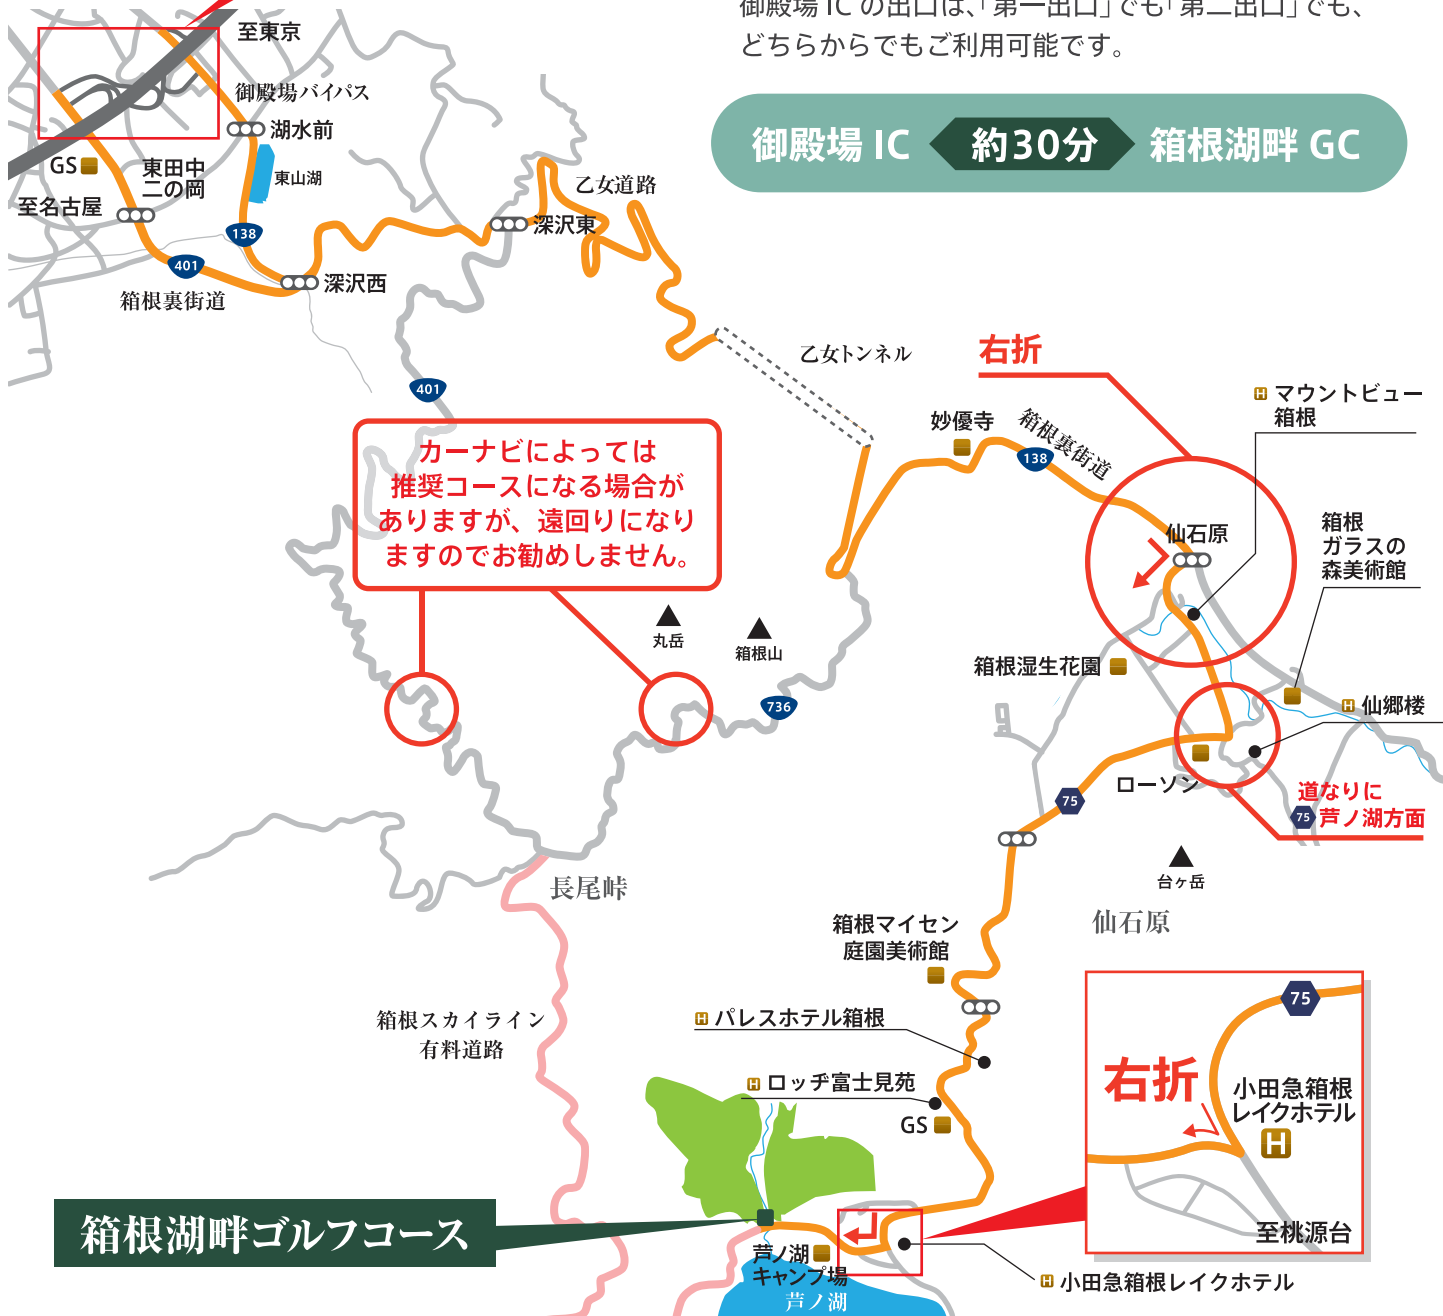 御殿場 IC の出口は、「第一出口」でも「第二出口」でも、
どちらからでもご利用可能です。
御殿場 IC
約30分
箱根湖畔 GC
至東京
御殿場バイパス
湖水前
GS
東田中
二の岡
東山湖
至名古屋
138
401
箱根裏街道
深沢西
深沢東
乙女道路
乙女トンネル
401
右折
H マウントビュー
箱根
妙優寺
箱根裏街道
138
カーナビによっては
推奨コースになる場合が
ありますが、遠回りになり
ますのでお勧めしません。
仙石原
箱根
ガラスの
森美術館
丸岳
箱根山
箱根湿生花園
736
H 仙郷楼
ローソン
75
道なりに
75 芦ノ湖方面
台ヶ岳
長尾峠
仙石原
箱根マイセン
庭園美術館
箱根スカイライン
有料道路
H パレスホテル箱根
H ロッヂ富士見苑
GS
75
右折
小田急箱根
レイクホテル
H
至桃源台
箱根湖畔ゴルフコース
芦ノ湖
キャンプ場
芦ノ湖
H 小田急箱根レイクホテル